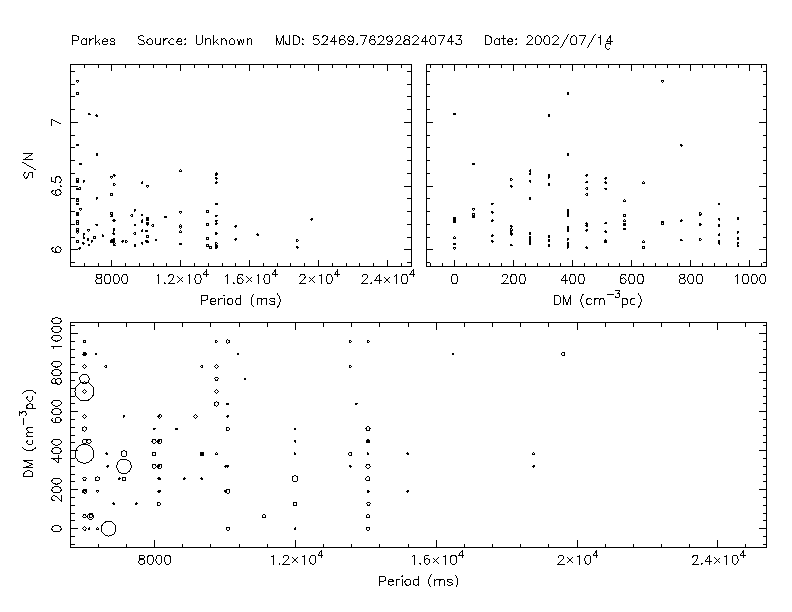 Parkes Source: Unknown MJD: 52469.762928240743 Date: 2002/07/14
S/N
7
6.5
6
8000 1.2×10⁴ 1.6×10⁴ 2×10⁴ 2.4×10⁴
Period (ms)
0 200 400 600 800 1000
DM (cm⁻³pc)
DM (cm⁻³pc)
1000
800
600
400
200
0
8000 1.2×10⁴ 1.6×10⁴ 2×10⁴ 2.4×10⁴
Period (ms)